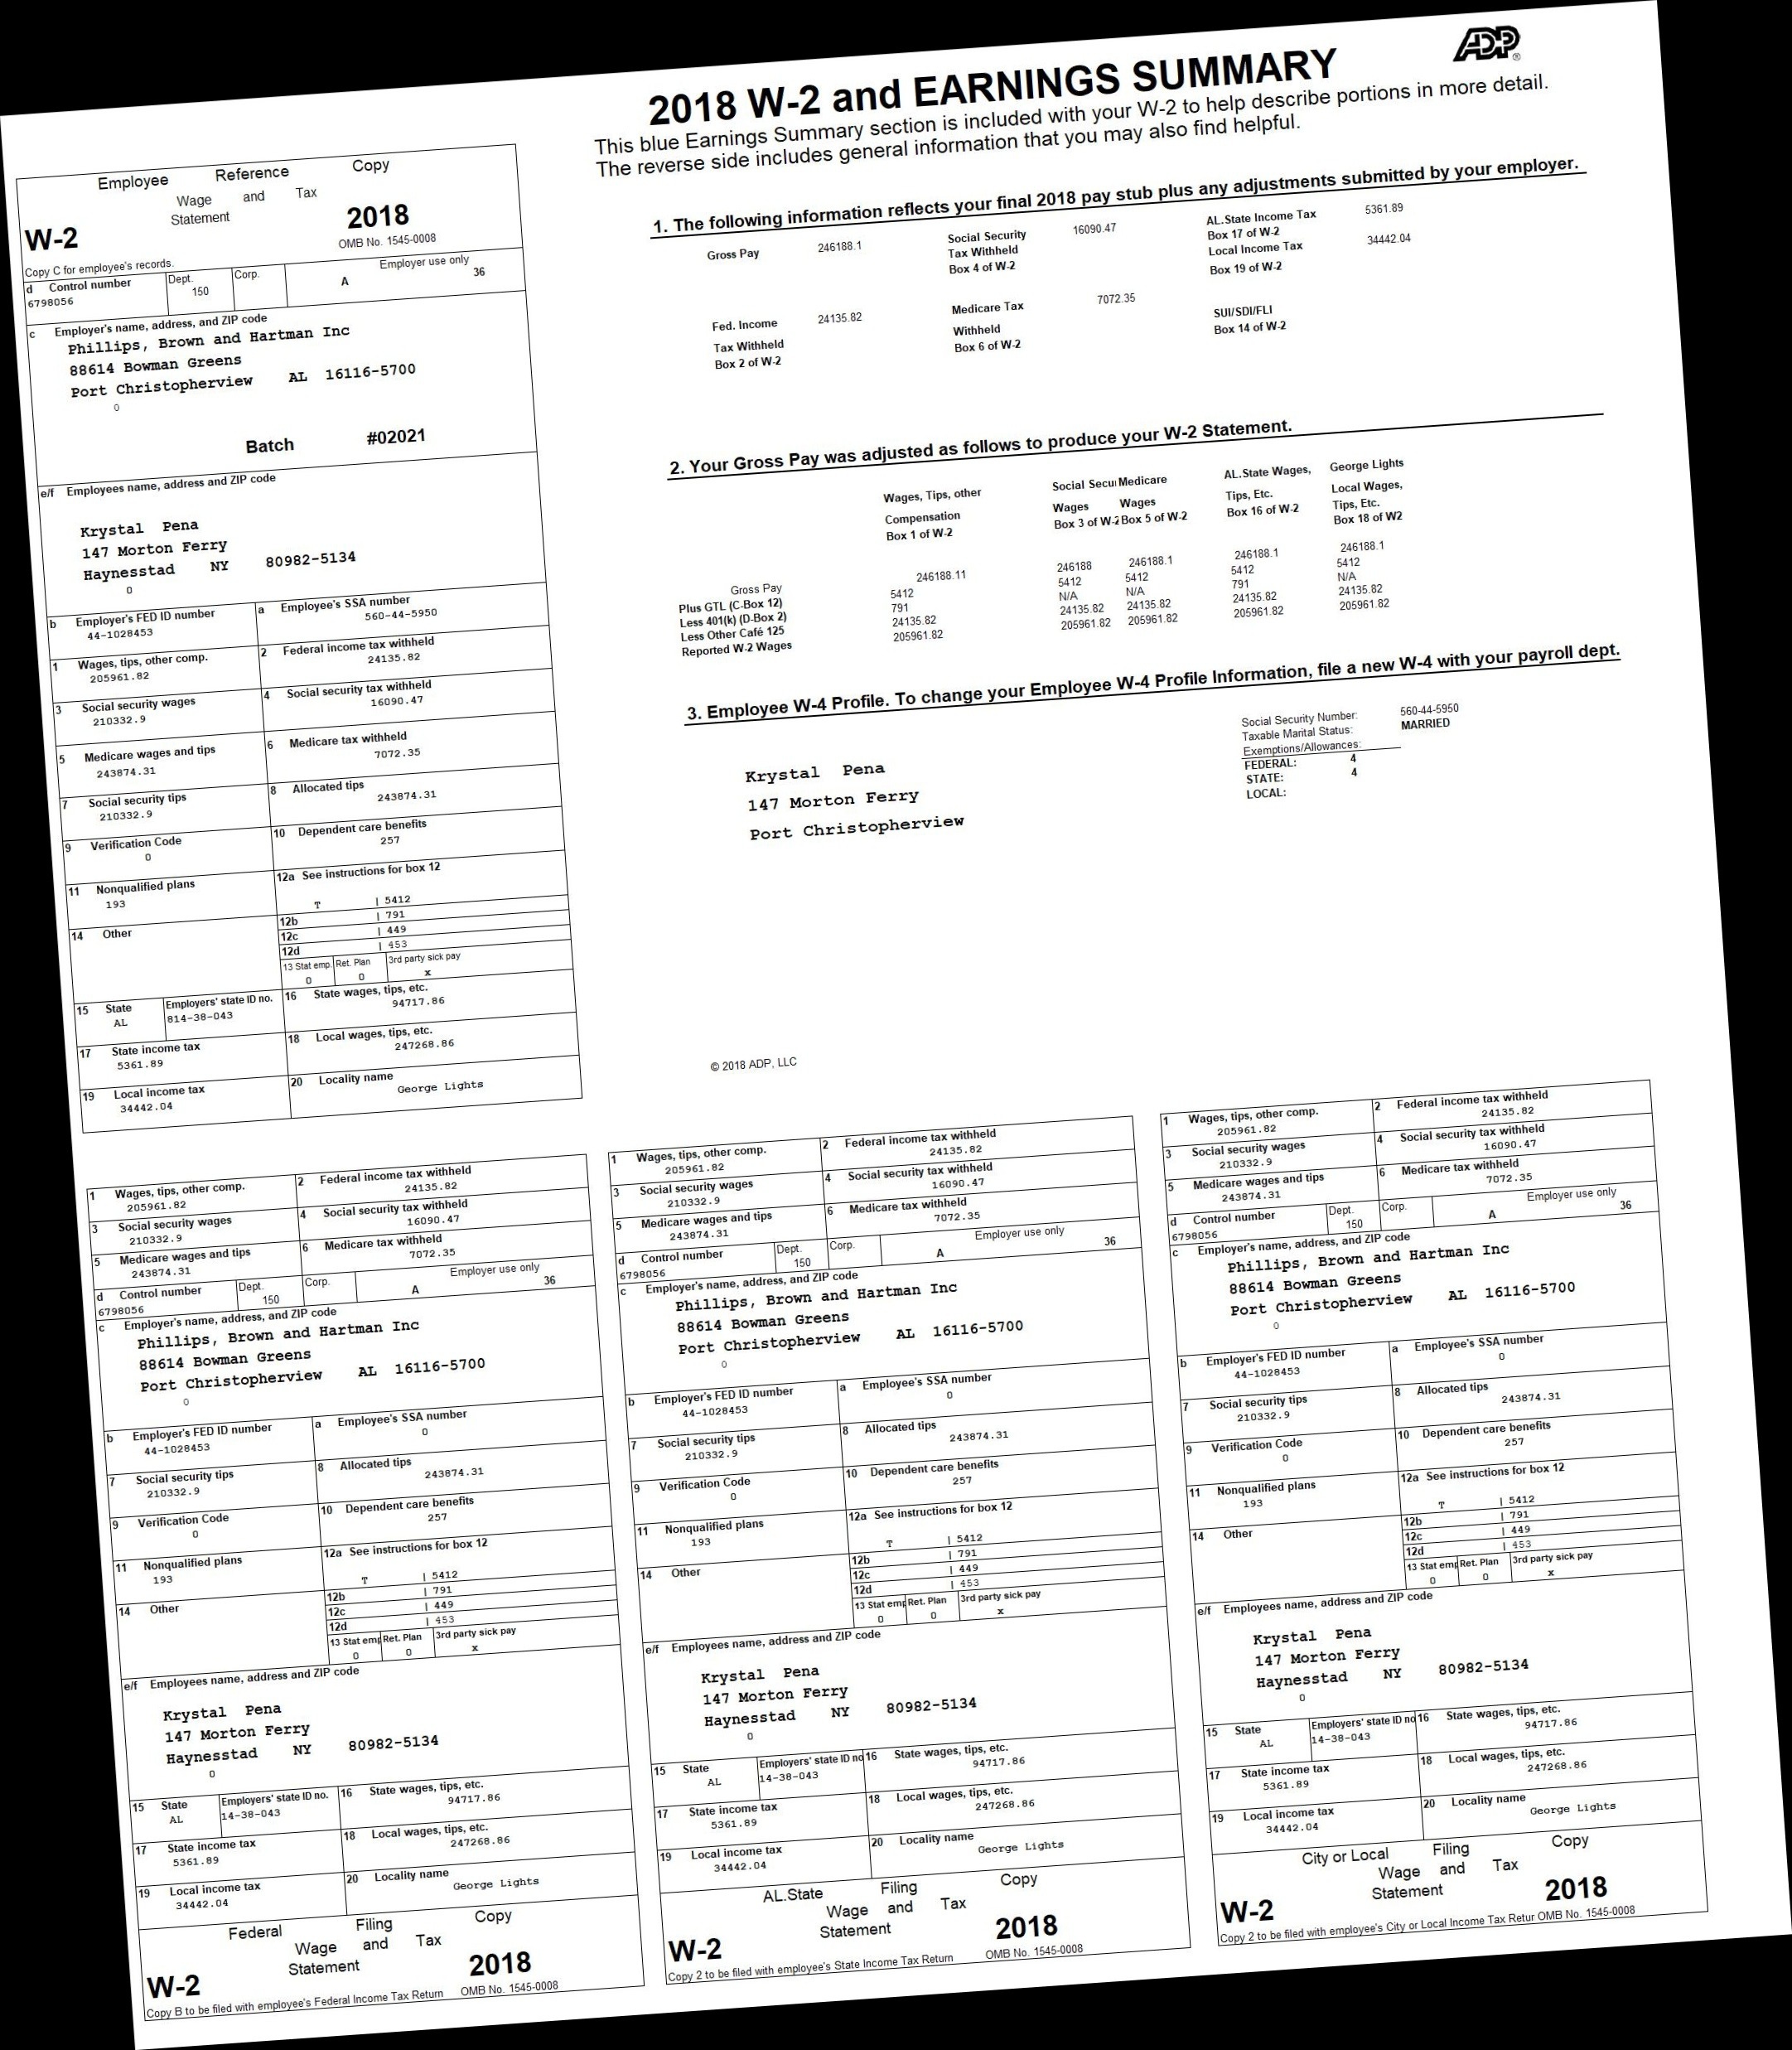 2018 W-2 and EARNINGS SUMMARY
ADP®
This blue Earnings Summary section is included with your W-2 to help describe portions in more detail.
The reverse side includes general information that you may also find helpful.
Employee Reference Copy
Wage and Tax
Statement
W-2
2018
OMB No. 1545-0008
Copy C for employee's records.
d Control number
6798056
Dept.
150
Corp.
A
Employer use only
36
c Employer's name, address, and ZIP code
Phillips, Brown and Hartman Inc
88614 Bowman Greens
Port Christopherview AL 16116-5700
0
Batch #02021
e/f Employees name, address and ZIP code
Krystal Pena
147 Morton Ferry
Haynesstad NY 80982-5134
0
b Employer's FED ID number
44-1028453
a Employee's SSA number
560-44-5950
1 Wages, tips, other comp.
205961.82
2 Federal income tax withheld
24135.82
3 Social security wages
210332.9
4 Social security tax withheld
16090.47
5 Medicare wages and tips
243874.31
6 Medicare tax withheld
7072.35
7 Social security tips
210332.9
8 Allocated tips
243874.31
9 Verification Code
0
10 Dependent care benefits
257
11 Nonqualified plans
193
12a See instructions for box 12
T | 5412
12b | 791
12c | 449
12d | 453
14 Other
13 Stat emp.
0
Ret. Plan
0
3rd party sick pay
x
15 State
AL
Employers' state ID no.
814-38-043
16 State wages, tips, etc.
94717.86
17 State income tax
5361.89
18 Local wages, tips, etc.
247268.86
19 Local income tax
34442.04
20 Locality name
George Lights
1. The following information reflects your final 2018 pay stub plus any adjustments submitted by your employer.
Gross Pay 246188.1
Social Security
Tax Withheld
Box 4 of W-2
16090.47
AL.State Income Tax
Box 17 of W-2
5361.89
Local Income Tax
Box 19 of W-2
34442.04
Fed. Income
Tax Withheld
Box 2 of W-2
24135.82
Medicare Tax
Withheld
Box 6 of W-2
7072.35
SUI/SDI/FLI
Box 14 of W-2
2. Your Gross Pay was adjusted as follows to produce your W-2 Statement.
Wages, Tips, other
Compensation
Box 1 of W-2
Social Secu
Wages
Box 3 of W-2
Medicare
Wages
Box 5 of W-2
AL.State Wages,
Tips, Etc.
Box 16 of W-2
George Lights
Local Wages,
Tips, Etc.
Box 18 of W2
Gross Pay 246188.11 246188 246188.1 246188.1 246188.1
Plus GTL (C-Box 12) 5412 5412 5412 5412 5412
Less 401(k) (D-Box 2) 791 N/A N/A 791 N/A
Less Other Café 125 24135.82 24135.82 24135.82 24135.82 24135.82
Reported W-2 Wages 205961.82 205961.82 205961.82 205961.82 205961.82
3. Employee W-4 Profile. To change your Employee W-4 Profile Information, file a new W-4 with your payroll dept.
Krystal Pena
147 Morton Ferry
Port Christopherview
Social Security Number: 560-44-5950
Taxable Marital Status: MARRIED
Exemptions/Allowances:
FEDERAL: 4
STATE: 4
LOCAL:
© 2018 ADP, LLC
1 Wages, tips, other comp.
205961.82
2 Federal income tax withheld
24135.82
3 Social security wages
210332.9
4 Social security tax withheld
16090.47
5 Medicare wages and tips
243874.31
6 Medicare tax withheld
7072.35
d Control number
6798056
Dept.
150
Corp.
A
Employer use only
36
c Employer's name, address, and ZIP code
Phillips, Brown and Hartman Inc
88614 Bowman Greens
Port Christopherview AL 16116-5700
0
b Employer's FED ID number
44-1028453
a Employee's SSA number
0
7 Social security tips
210332.9
8 Allocated tips
243874.31
9 Verification Code
0
10 Dependent care benefits
257
11 Nonqualified plans
193
12a See instructions for box 12
T | 5412
12b | 791
12c | 449
12d | 453
14 Other
13 Stat emp
0
Ret. Plan
0
3rd party sick pay
x
e/f Employees name, address and ZIP code
Krystal Pena
147 Morton Ferry
Haynesstad NY 80982-5134
0
15 State
AL
Employers' state ID no.
14-38-043
16 State wages, tips, etc.
94717.86
17 State income tax
5361.89
18 Local wages, tips, etc.
247268.86
19 Local income tax
34442.04
20 Locality name
George Lights
Federal Filing Copy
Wage and Tax
Statement
W-2
2018
Copy B to be filed with employee's Federal Income Tax Return OMB No. 1545-0008
1 Wages, tips, other comp.
205961.82
2 Federal income tax withheld
24135.82
3 Social security wages
210332.9
4 Social security tax withheld
16090.47
5 Medicare wages and tips
243874.31
6 Medicare tax withheld
7072.35
d Control number
6798056
Dept.
150
Corp.
A
Employer use only
36
c Employer's name, address, and ZIP code
Phillips, Brown and Hartman Inc
88614 Bowman Greens
Port Christopherview AL 16116-5700
0
b Employer's FED ID number
44-1028453
a Employee's SSA number
0
7 Social security tips
210332.9
8 Allocated tips
243874.31
9 Verification Code
0
10 Dependent care benefits
257
11 Nonqualified plans
193
12a See instructions for box 12
T | 5412
12b | 791
12c | 449
12d | 453
14 Other
13 Stat emp
0
Ret. Plan
0
3rd party sick pay
x
e/f Employees name, address and ZIP code
Krystal Pena
147 Morton Ferry
Haynesstad NY 80982-5134
0
15 State
AL
Employers' state ID no
14-38-043
16 State wages, tips, etc.
94717.86
17 State income tax
5361.89
18 Local wages, tips, etc.
247268.86
19 Local income tax
34442.04
20 Locality name
George Lights
AL.State Filing Copy
Wage and Tax
Statement
W-2
2018
Copy 2 to be filed with employee's State Income Tax Return OMB No. 1545-0008
1 Wages, tips, other comp.
205961.82
2 Federal income tax withheld
24135.82
3 Social security wages
210332.9
4 Social security tax withheld
16090.47
5 Medicare wages and tips
243874.31
6 Medicare tax withheld
7072.35
d Control number
6798056
Dept.
150
Corp.
A
Employer use only
36
c Employer's name, address, and ZIP code
Phillips, Brown and Hartman Inc
88614 Bowman Greens
Port Christopherview AL 16116-5700
0
b Employer's FED ID number
44-1028453
a Employee's SSA number
0
7 Social security tips
210332.9
8 Allocated tips
243874.31
9 Verification Code
0
10 Dependent care benefits
257
11 Nonqualified plans
193
12a See instructions for box 12
T | 5412
12b | 791
12c | 449
12d | 453
14 Other
13 Stat emp
0
Ret. Plan
0
3rd party sick pay
x
e/f Employees name, address and ZIP code
Krystal Pena
147 Morton Ferry
Haynesstad NY 80982-5134
0
15 State
AL
Employers' state ID no
14-38-043
16 State wages, tips, etc.
94717.86
17 State income tax
5361.89
18 Local wages, tips, etc.
247268.86
19 Local income tax
34442.04
20 Locality name
George Lights
City or Local Filing Copy
Wage and Tax
Statement
W-2
2018
Copy 2 to be filed with employee's City or Local Income Tax Retur OMB No. 1545-0008